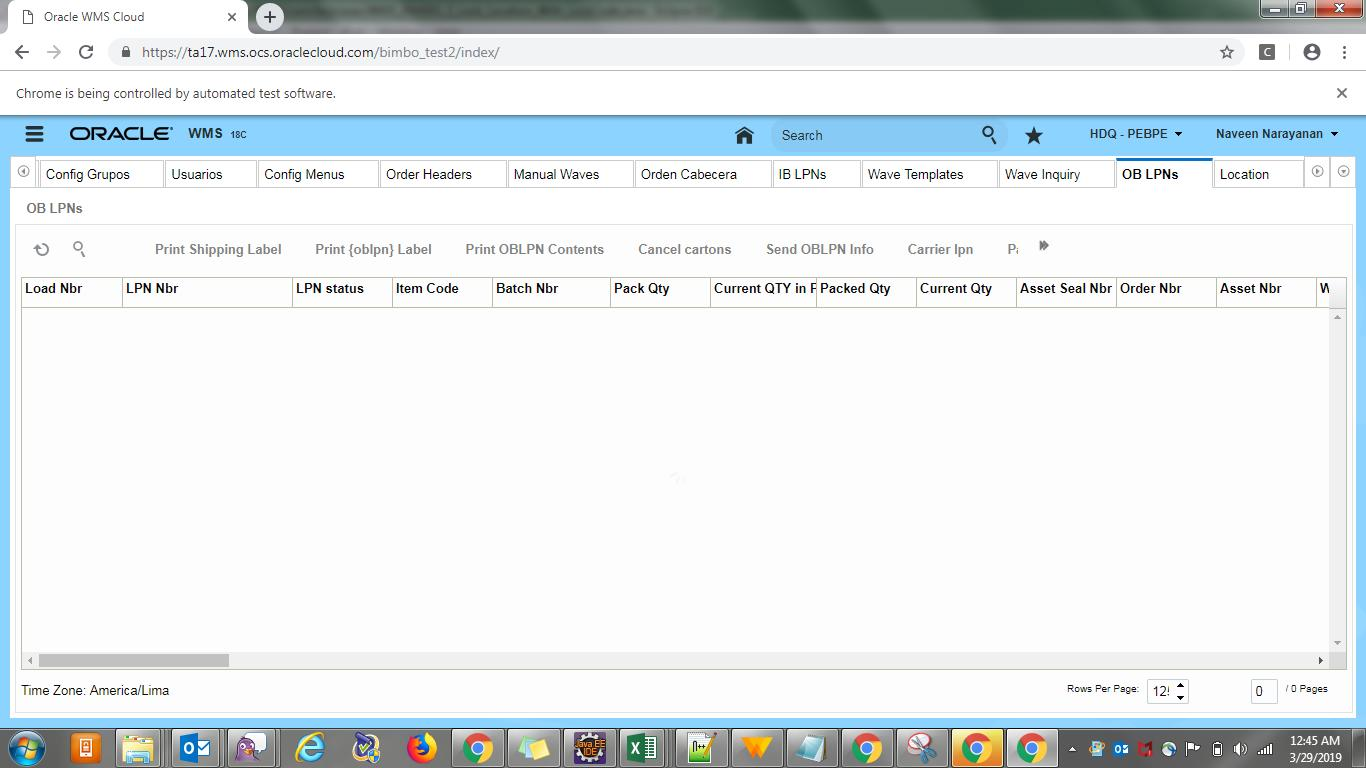 Oracle WMS Cloud
https://ta17.wms.ocs.oraclecloud.com/bimbo_test2/index/
C
Chrome is being controlled by automated test software.
ORACLE WMS 18C
Search
HDQ - PEBPE
Naveen Narayanan
Config Grupos
Usuarios
Config Menus
Order Headers
Manual Waves
Orden Cabecera
IB LPNs
Wave Templates
Wave Inquiry
OB LPNs
Location
OB LPNs
Print Shipping Label
Print {oblpn} Label
Print OBLPN Contents
Cancel cartons
Send OBLPN Info
Carrier lpn
Load Nbr
LPN Nbr
LPN status
Item Code
Batch Nbr
Pack Qty
Current QTY in
Packed Qty
Current Qty
Asset Seal Nbr
Order Nbr
Asset Nbr
Time Zone: America/Lima
Rows Per Page:
0
/ 0 Pages
Java EE
IDE
12:45 AM
3/29/2019